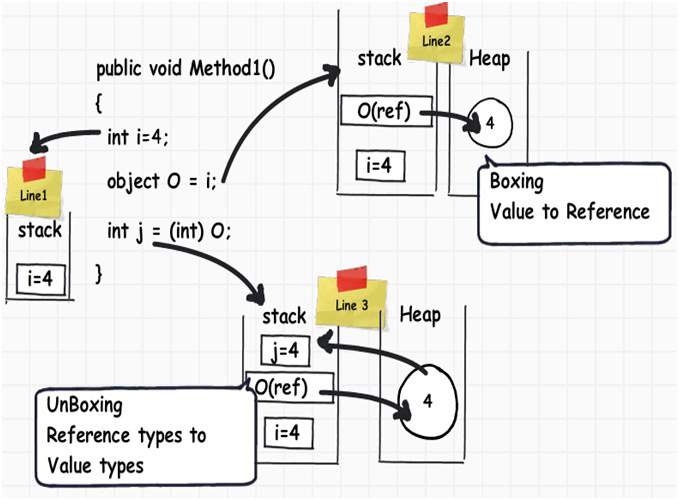 public void Method1()
{
int i=4;
object O = i;
int j = (int) O;
}
Line1
stack
i=4
Line2
stack
Heap
O(ref)
4
i=4
Boxing
Value to Reference
Line 3
stack
Heap
j=4
O(ref)
4
i=4
UnBoxing
Reference types to
Value types